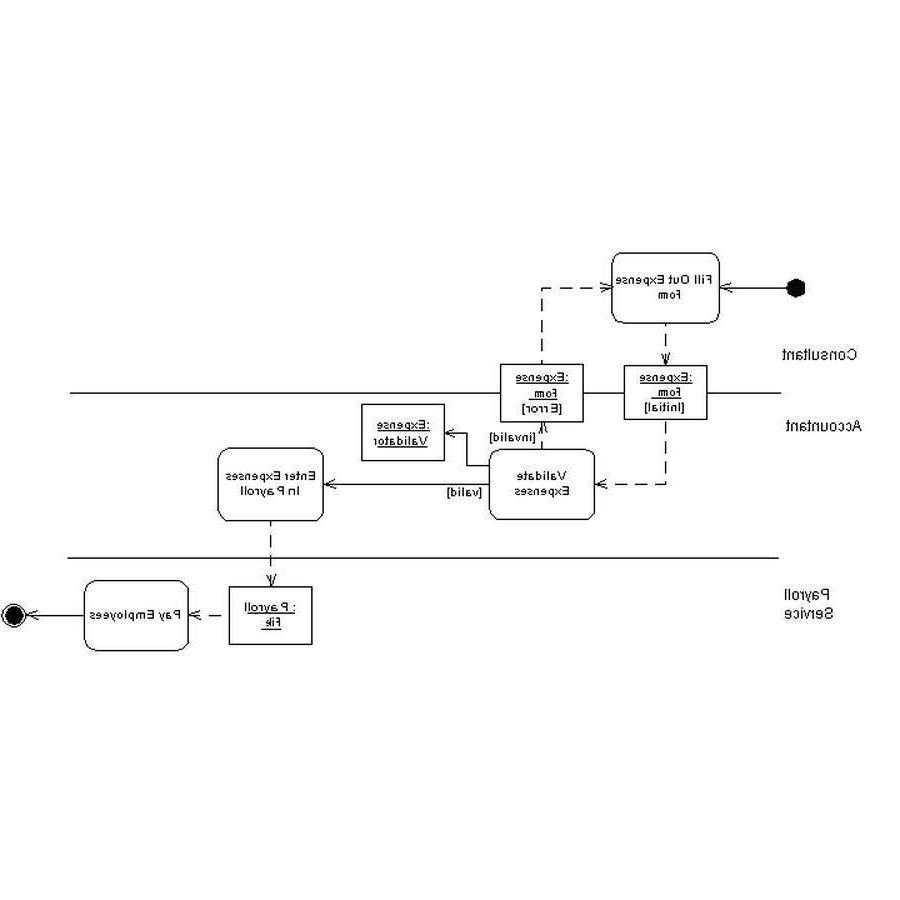 Fill Out Expense
Form
Consultant
:Expense
Form
[Initial]
:Expense
Form
[Error]
Accountant
:Expense
Validator
[invalid]
Validate
Expenses
[valid]
Enter Expenses
In Payroll
Payroll
Service
: Payroll
File
Pay Employees